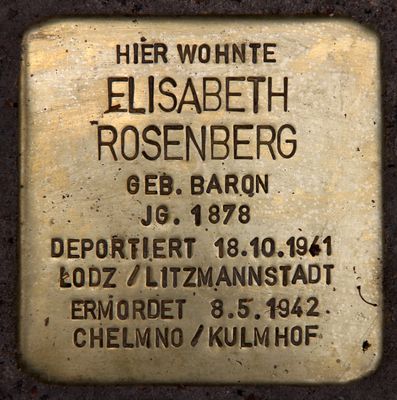 HIER WOHNTE
ELISABETH
ROSENBERG
GEB. BARON
JG. 1878
DEPORTIERT 18.10.1941
ŁODZ / LITZMANNSTADT
ERMORDET 8.5.1942
CHELMNO / KULMHOF